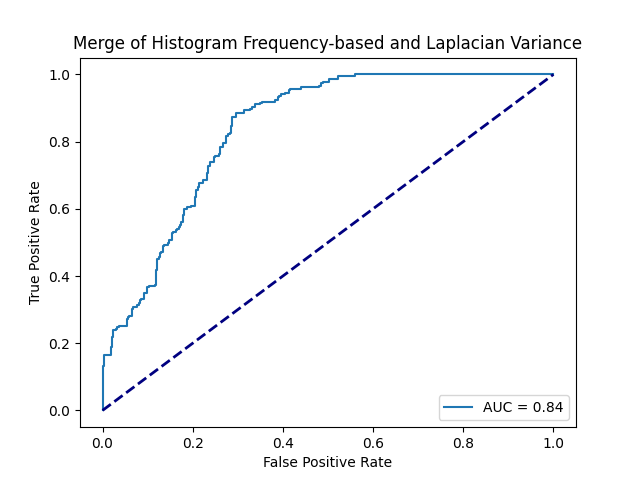 Merge of Histogram Frequency-based and Laplacian Variance
1.0
0.8
0.6
0.4
0.2
0.0
True Positive Rate
AUC = 0.84
0.0 0.2 0.4 0.6 0.8 1.0
False Positive Rate